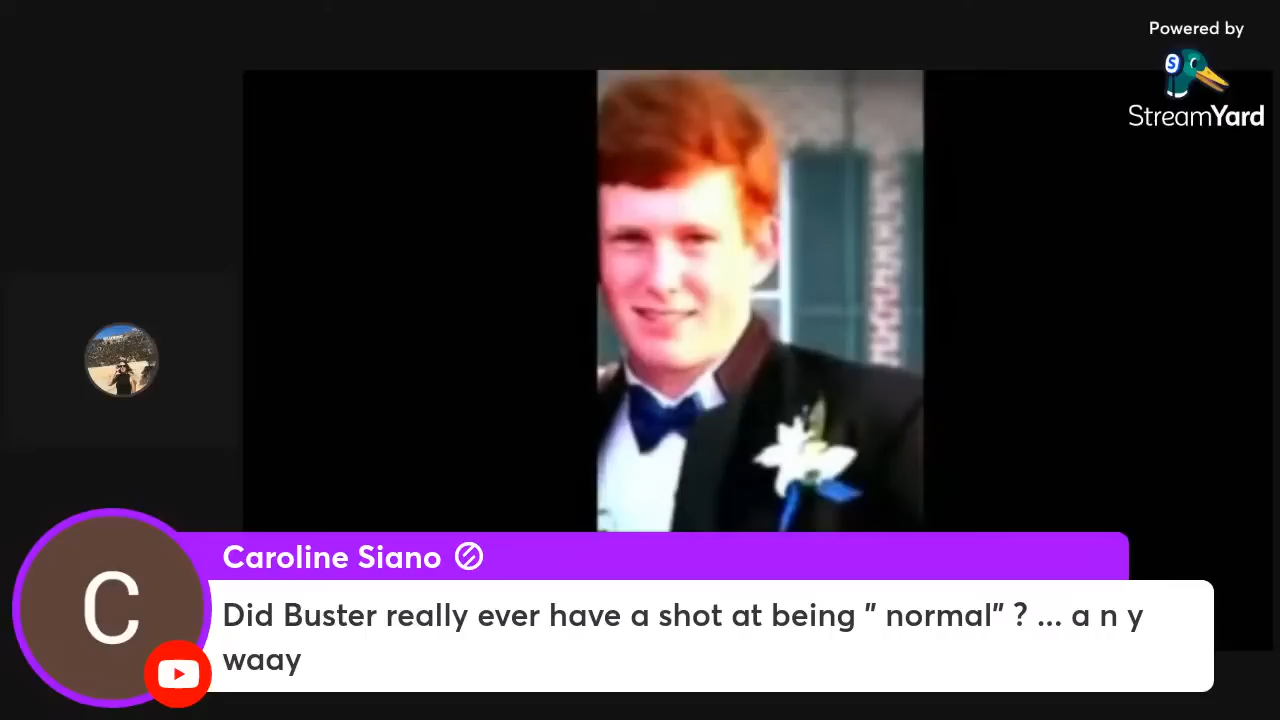 Powered by
S
StreamYard
C
Caroline Siano
Did Buster really ever have a shot at being " normal" ? ... a n y
waay